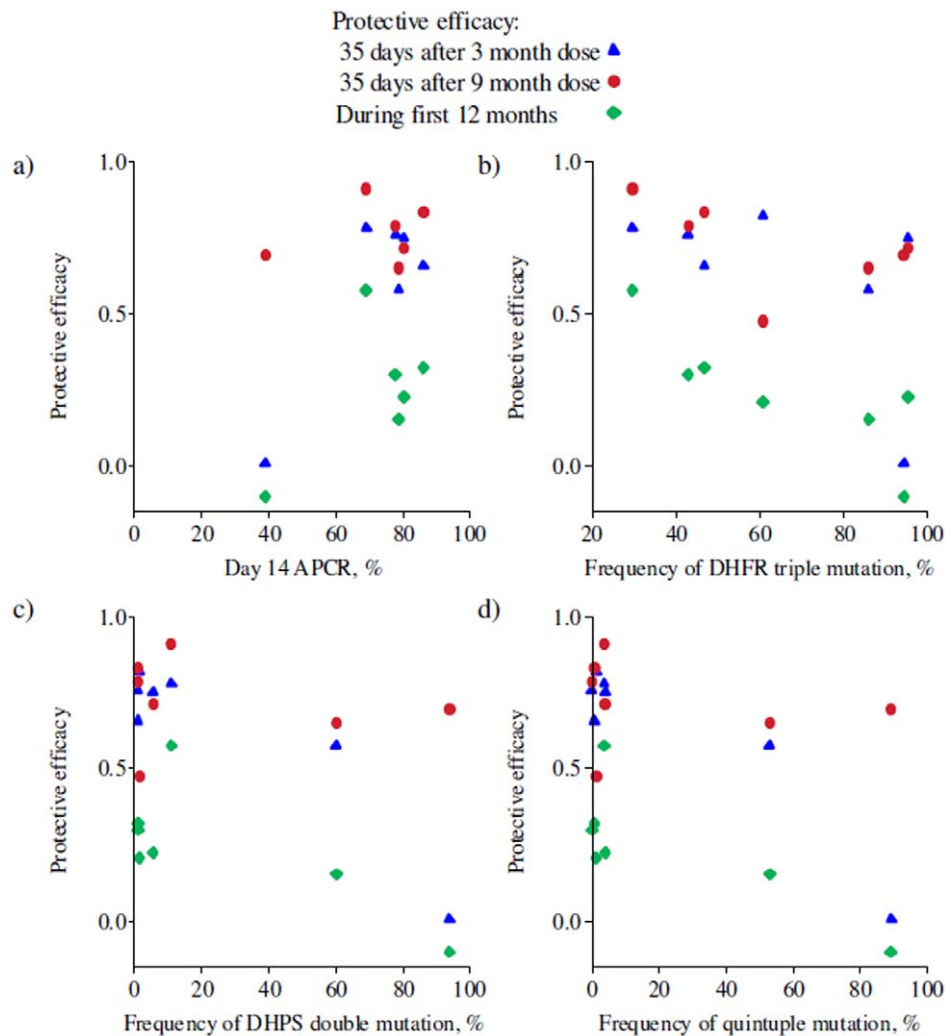 Protective efficacy:
35 days after 3 month dose
35 days after 9 month dose
During first 12 months
a)
1.0
0.5
0.0
Protective efficacy
0 20 40 60 80 100
Day 14 APCR, %
b)
1.0
0.5
0.0
Protective efficacy
20 40 60 80 100
Frequency of DHFR triple mutation, %
c)
1.0
0.5
0.0
Protective efficacy
0 20 40 60 80 100
Frequency of DHPS double mutation, %
d)
1.0
0.5
0.0
Protective efficacy
0 20 40 60 80 100
Frequency of quintuple mutation, %